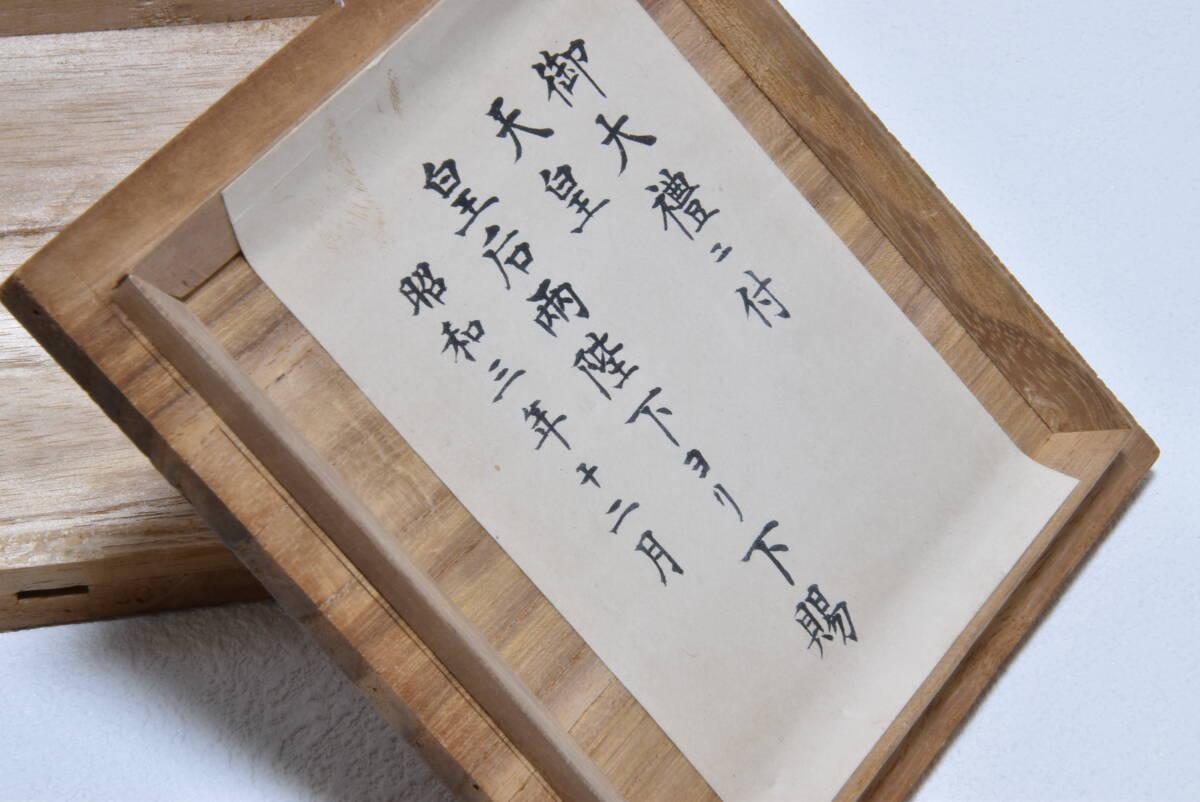 御大禮ニ付
天皇
皇后両陛下ヨリ下賜
昭和三年十二月